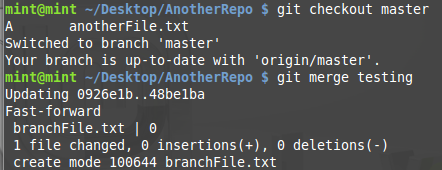 mint@mint ~/Desktop/AnotherRepo $ git checkout master
A       anotherFile.txt
Switched to branch 'master'
Your branch is up-to-date with 'origin/master'.
mint@mint ~/Desktop/AnotherRepo $ git merge testing
Updating 0926e1b..48be1ba
Fast-forward
 branchFile.txt | 0
 1 file changed, 0 insertions(+), 0 deletions(-)
 create mode 100644 branchFile.txt